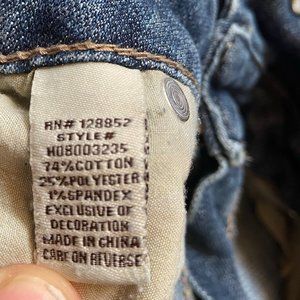 RN# 128852
STYLE#
H08003235
74%COTTON
25%POLYESTER
1%SPANDEX
EXCLUSIVE OF
DECORATION
MADE IN CHINA
CARE ON REVERSE